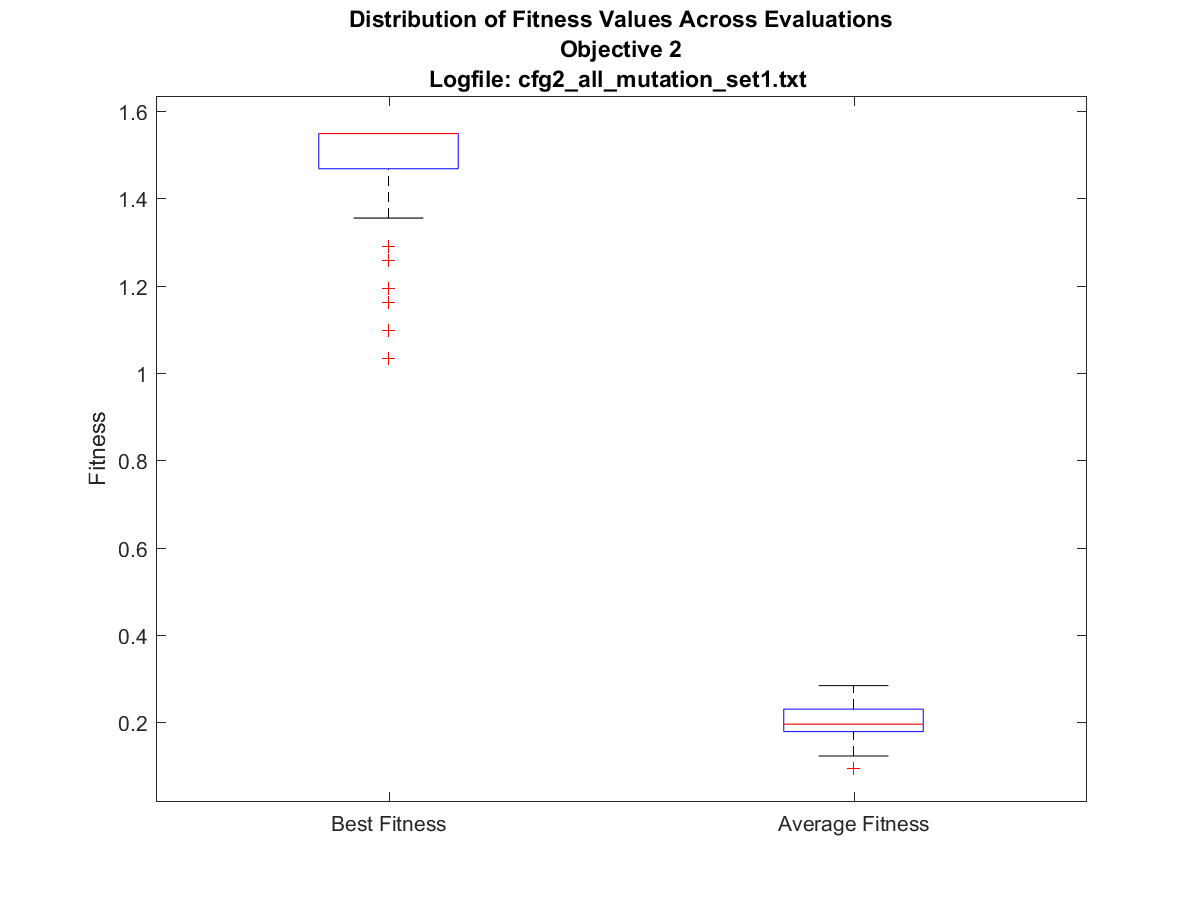 Distribution of Fitness Values Across Evaluations
Objective 2
Logfile: cfg2_all_mutation_set1.txt
1.6
1.4
1.2
1
0.8
0.6
0.4
0.2
Fitness
Best Fitness
Average Fitness